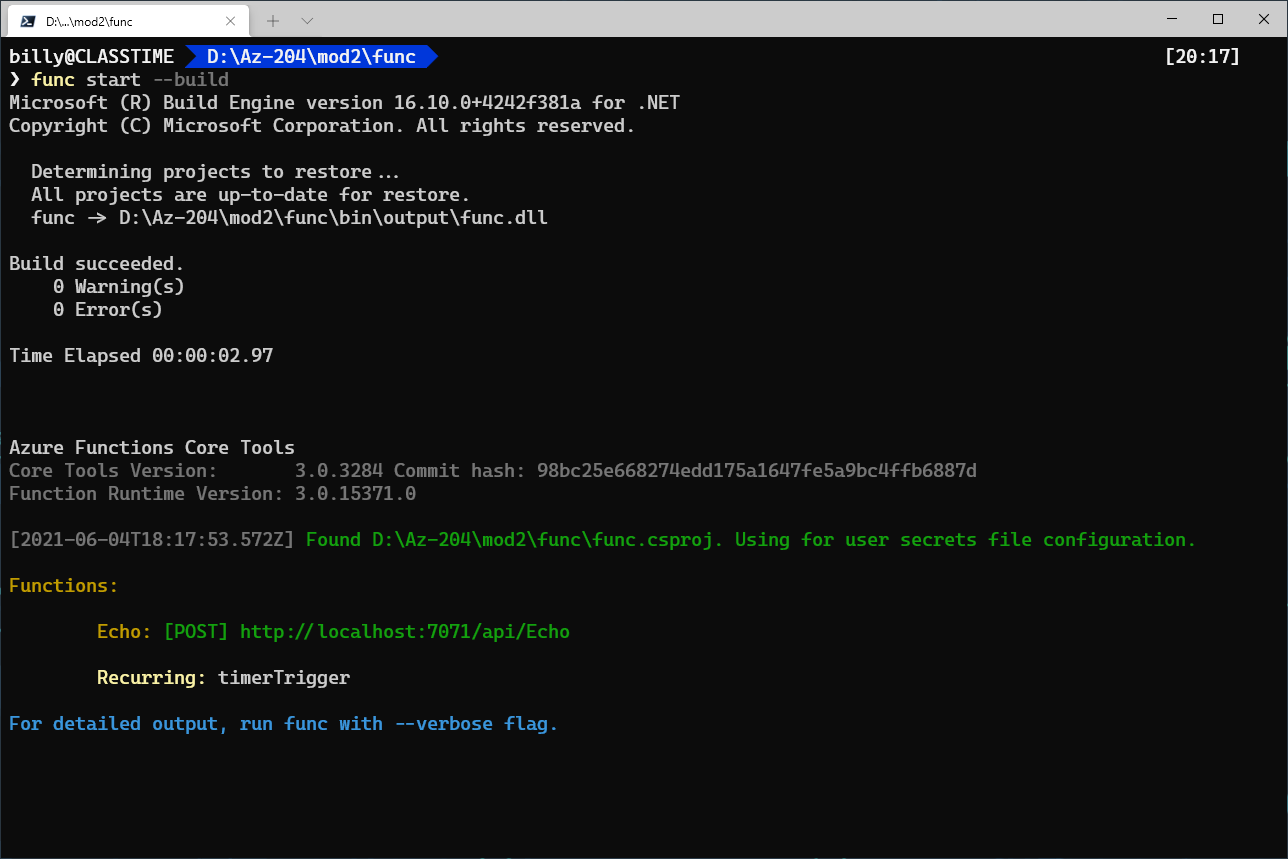 D:\...\mod2\func
billy@CLASSTIME D:\Az-204\mod2\func [20:17]
❯ func start --build
Microsoft (R) Build Engine version 16.10.0+4242f381a for .NET
Copyright (C) Microsoft Corporation. All rights reserved.
Determining projects to restore...
All projects are up-to-date for restore.
func -> D:\Az-204\mod2\func\bin\output\func.dll
Build succeeded.
0 Warning(s)
0 Error(s)
Time Elapsed 00:00:02.97
Azure Functions Core Tools
Core Tools Version: 3.0.3284 Commit hash: 98bc25e668274edd175a1647fe5a9bc4ffb6887d
Function Runtime Version: 3.0.15371.0
[2021-06-04T18:17:53.572Z] Found D:\Az-204\mod2\func\func.csproj. Using for user secrets file configuration.
Functions:
Echo: [POST] http://localhost:7071/api/Echo
Recurring: timerTrigger
For detailed output, run func with --verbose flag.